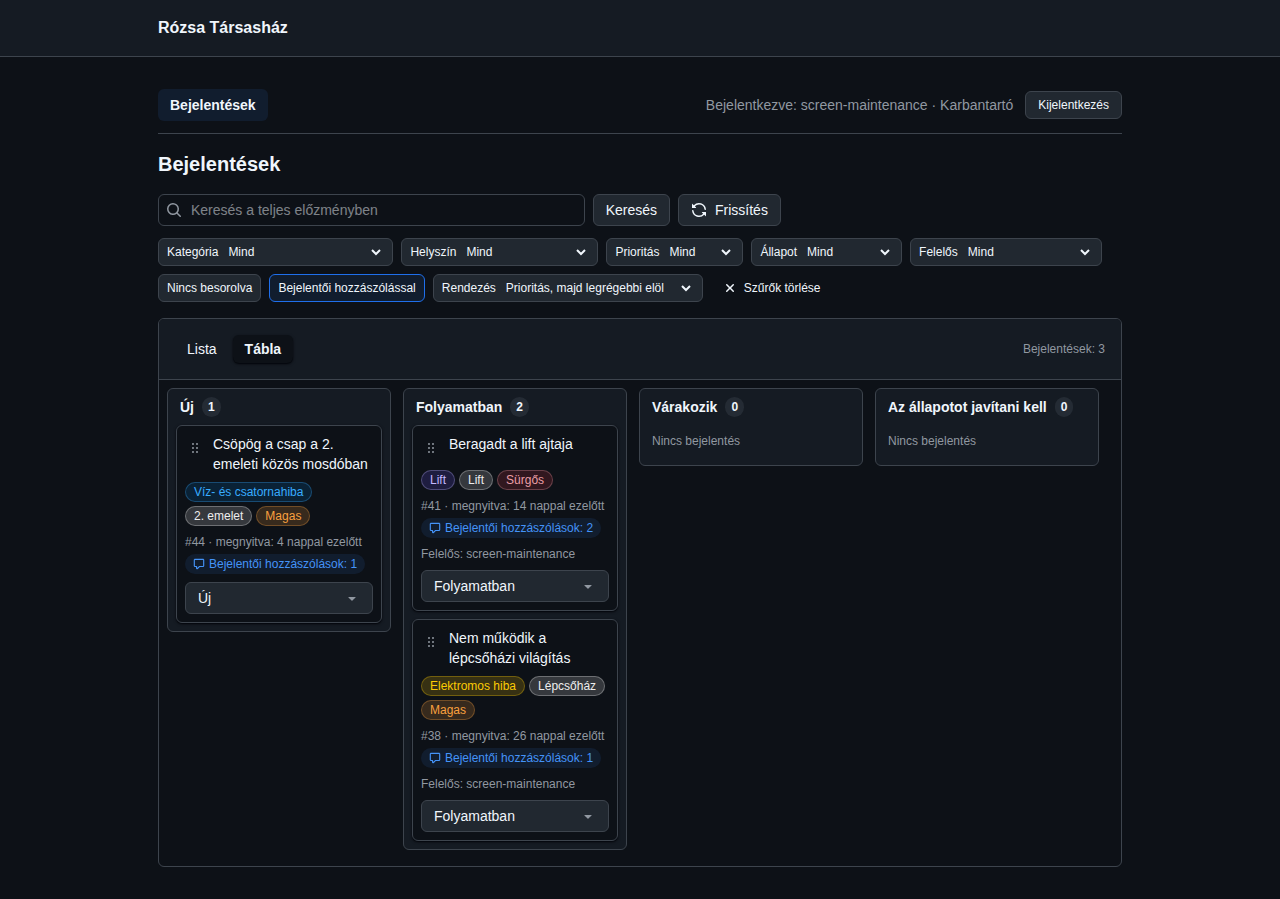 Rózsa Társasház
Bejelentések
Bejelentkezve: screen-maintenance · Karbantartó
Kijelentkezés
Bejelentések
Keresés a teljes előzményben
Keresés
Frissítés
Kategória Mind
Helyszín Mind
Prioritás Mind
Állapot Mind
Felelős Mind
Nincs besorolva
Bejelentői hozzászólással
Rendezés Prioritás, majd legrégebbi elöl
Szűrők törlése
Lista
Tábla
Bejelentések: 3
Új 1
Csöpög a csap a 2.
emeleti közös mosdóban
Víz- és csatornahiba
2. emelet
Magas
#44 · megnyitva: 4 nappal ezelőtt
Bejelentői hozzászólások: 1
Új
Folyamatban 2
Beragadt a lift ajtaja
Lift
Lift
Sürgős
#41 · megnyitva: 14 nappal ezelőtt
Bejelentői hozzászólások: 2
Felelős: screen-maintenance
Folyamatban
Nem működik a
lépcsőházi világítás
Elektromos hiba
Lépcsőház
Magas
#38 · megnyitva: 26 nappal ezelőtt
Bejelentői hozzászólások: 1
Felelős: screen-maintenance
Folyamatban
Várakozik 0
Nincs bejelentés
Az állapotot javítani kell 0
Nincs bejelentés